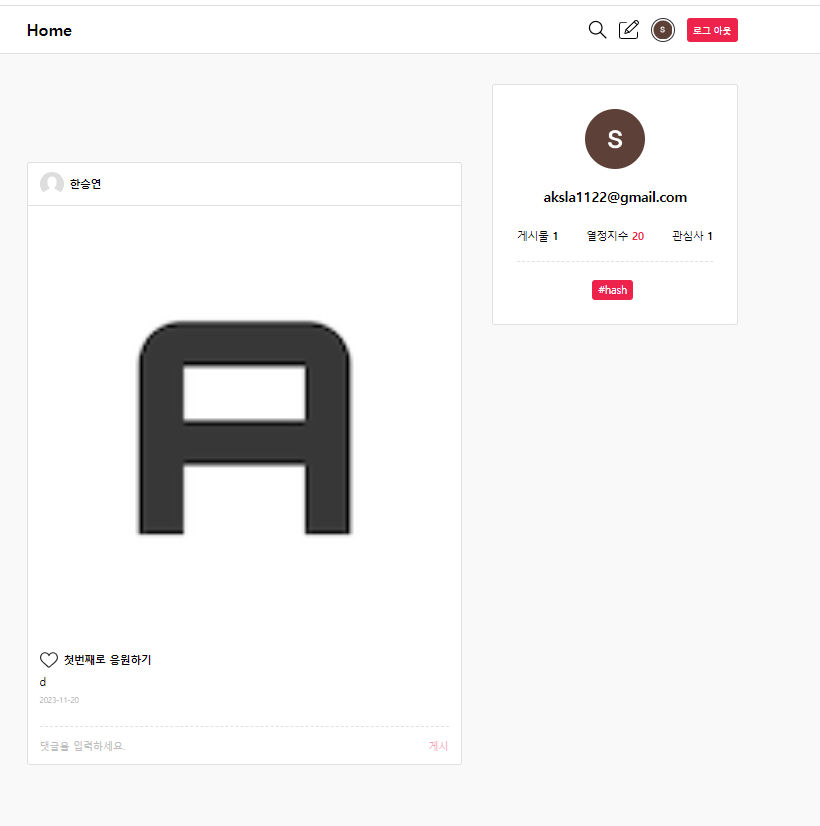 Home
S
로그 아웃
한승연
A
첫번째로 응원하기
d
2023-11-20
댓글을 입력하세요.
게시
S
aksla1122@gmail.com
게시물 1 열정지수 20 관심사 1
#hash